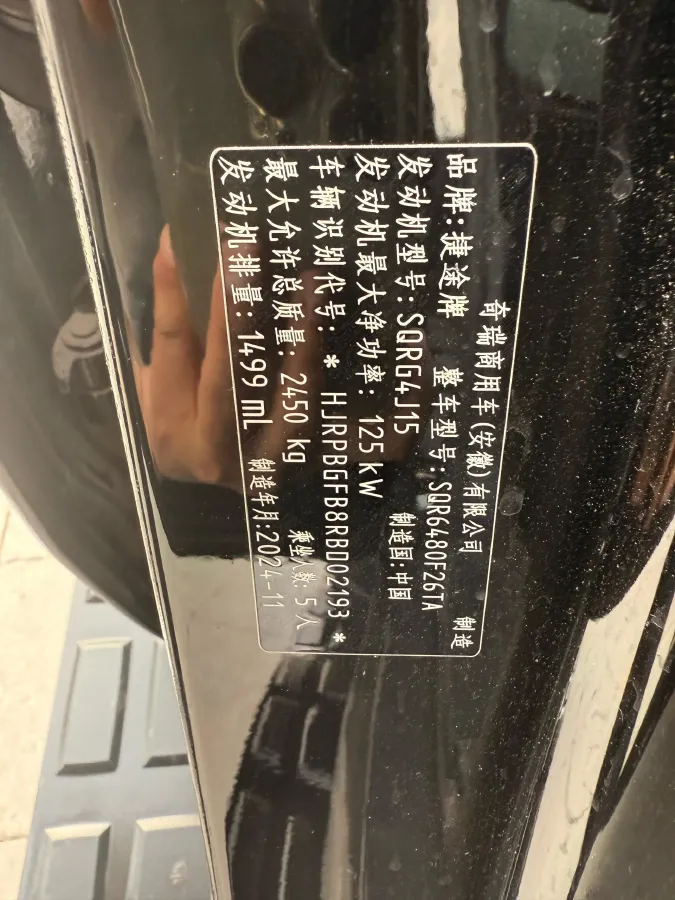 奇瑞商用车(安徽)有限公司 制造
品牌:捷途牌 整车型号:SQR6480F26TA
发动机型号:SQRG4J15
发动机最大净功率: 125 kW 制造国:中国
车辆识别代号: * HJRPBGFB8RBD02193 *
最大允许总质量: 2450 kg 乘坐人数: 5 人
发动机排量: 1499 mL 制造年月:2024-11